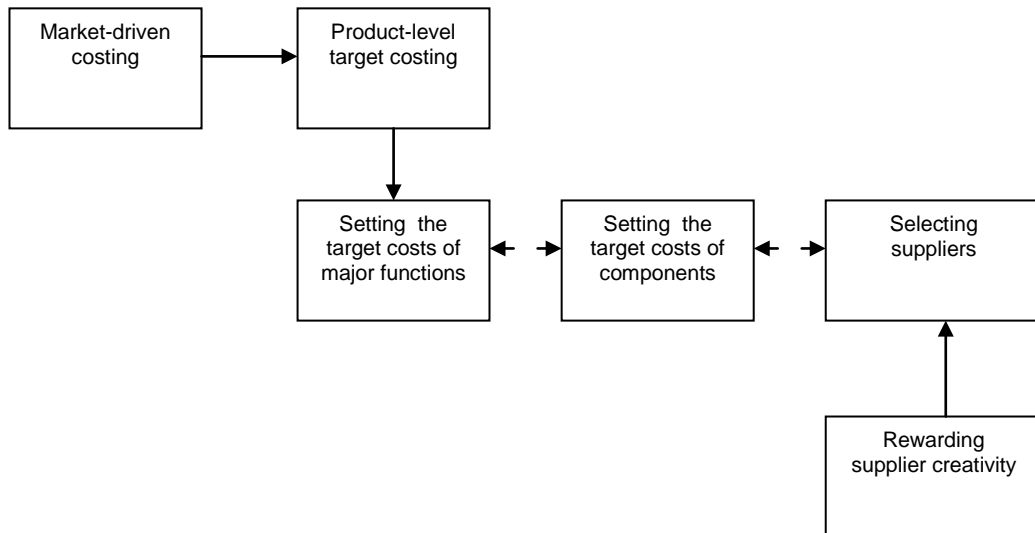 Market-driven
costing
Product-level
target costing
Setting the
target costs of
major functions
Setting the
target costs of
components
Selecting
suppliers
Rewarding
supplier creativity